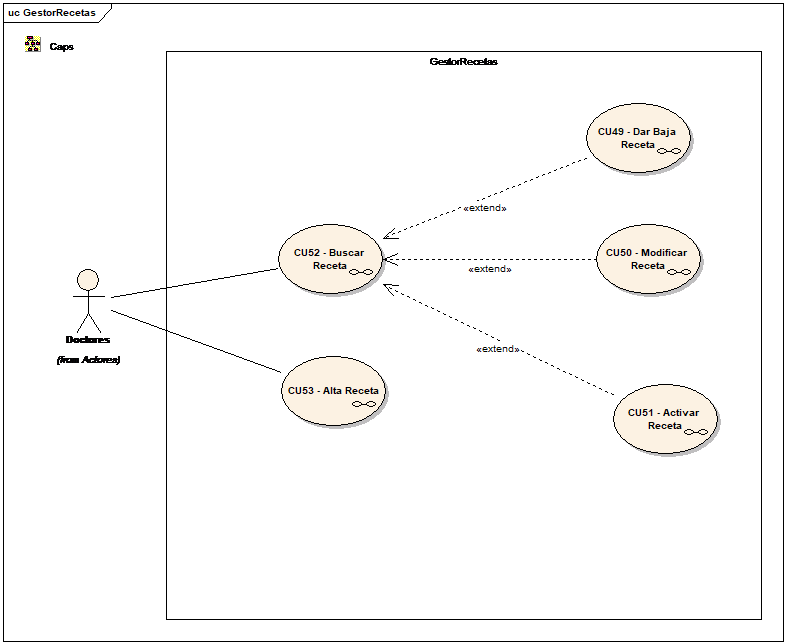 uc GestorRecetas
Caps
GestorRecetas
CU49 - Dar Baja
Receta
«extend»
CU52 - Buscar
Receta
CU50 - Modificar
Receta
«extend»
Doctores
(from Actores)
«extend»
CU53 - Alta Receta
CU51 - Activar
Receta